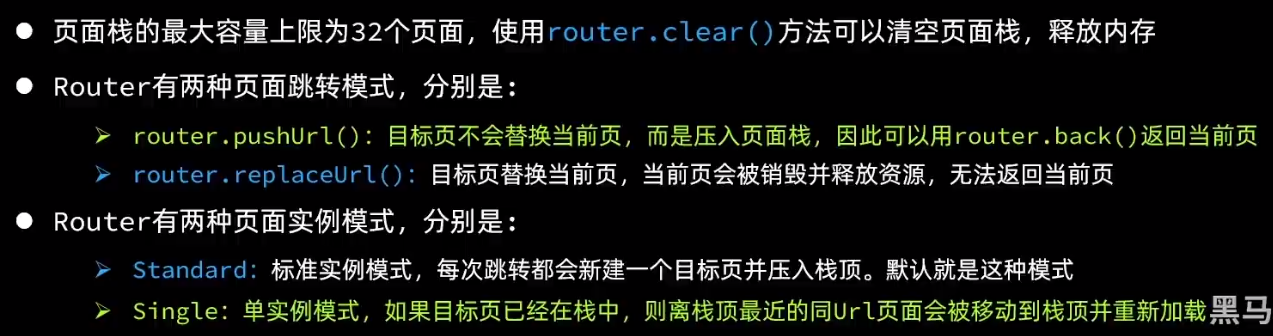 ● 页面栈的最大容量上限为32个页面，使用router.clear()方法可以清空页面栈，释放内存
● Router有两种页面跳转模式，分别是：
➢ router.pushUrl()：目标页不会替换当前页，而是压入页面栈，因此可以用router.back()返回当前页
➢ router.replaceUrl()：目标页替换当前页，当前页会被销毁并释放资源，无法返回当前页
● Router有两种页面实例模式，分别是：
➢ Standard：标准实例模式，每次跳转都会新建一个目标页并压入栈顶。默认就是这种模式
➢ Single：单实例模式，如果目标页已经在栈中，则离栈顶最近的同Url页面会被移动到栈顶并重新加载
黑马